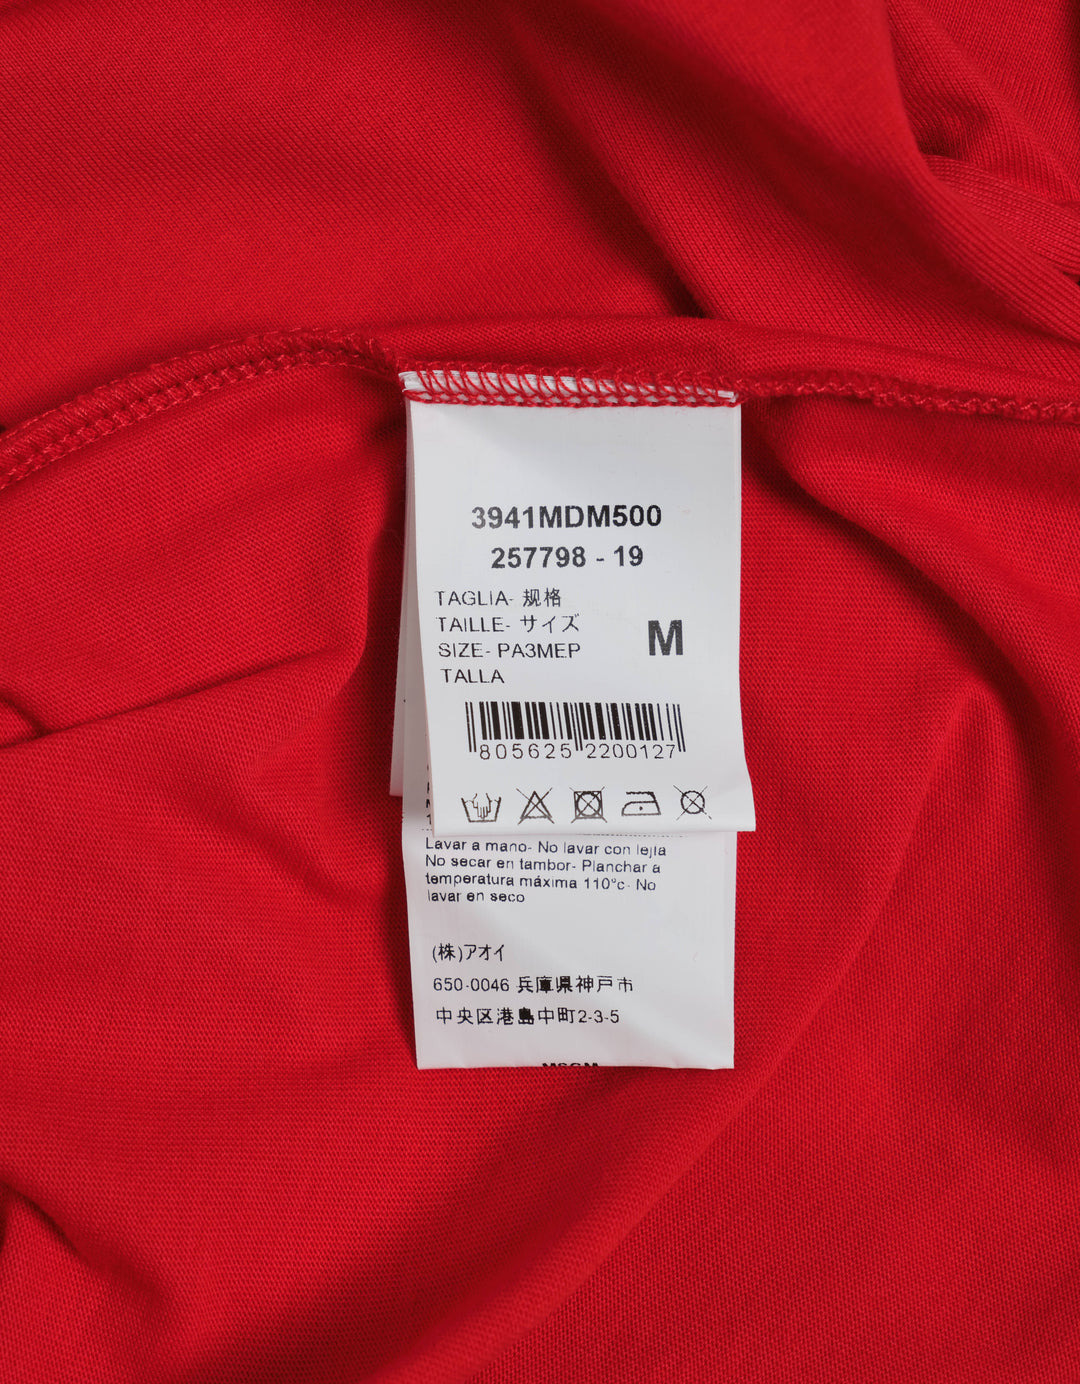 3941MDM500
257798 - 19
TAGLIA- 规格
TAILLE- サイズ
SIZE- РАЗМЕР
TALLA
M
805625 2200127
Lavar a mano- No lavar con lejía
No secar en tambor- Planchar a
temperatura máxima 110°c- No
lavar en seco
(株)アオイ
650-0046 兵庫県神戸市
中央区港島中町2-3-5